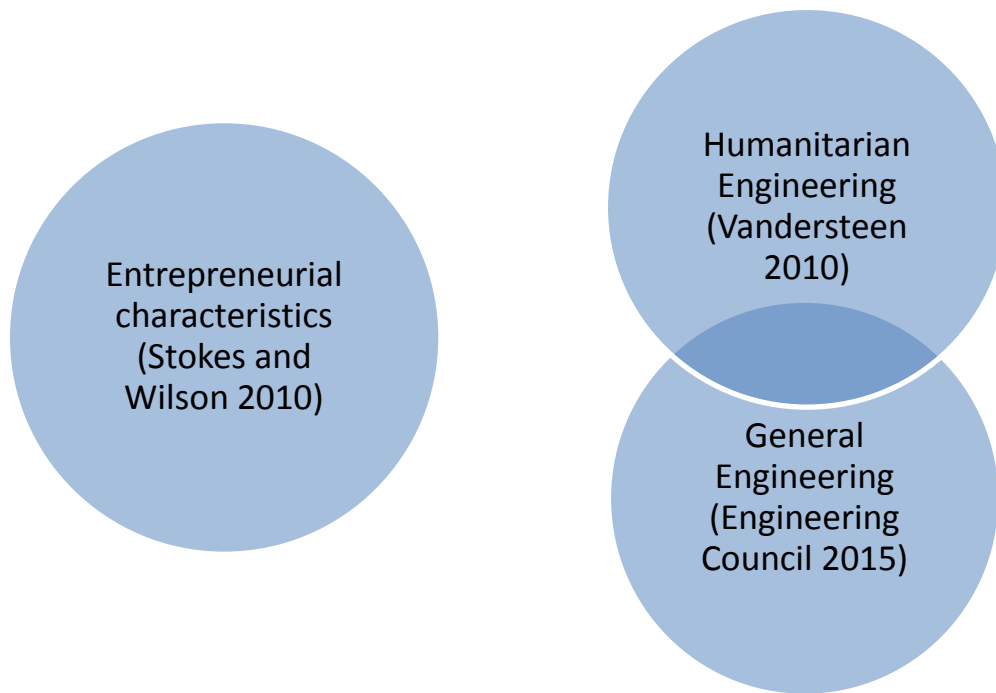 Entrepreneurial
characteristics
(Stokes and
Wilson 2010)
Humanitarian
Engineering
(Vandersteen
2010)
General
Engineering
(Engineering
Council 2015)